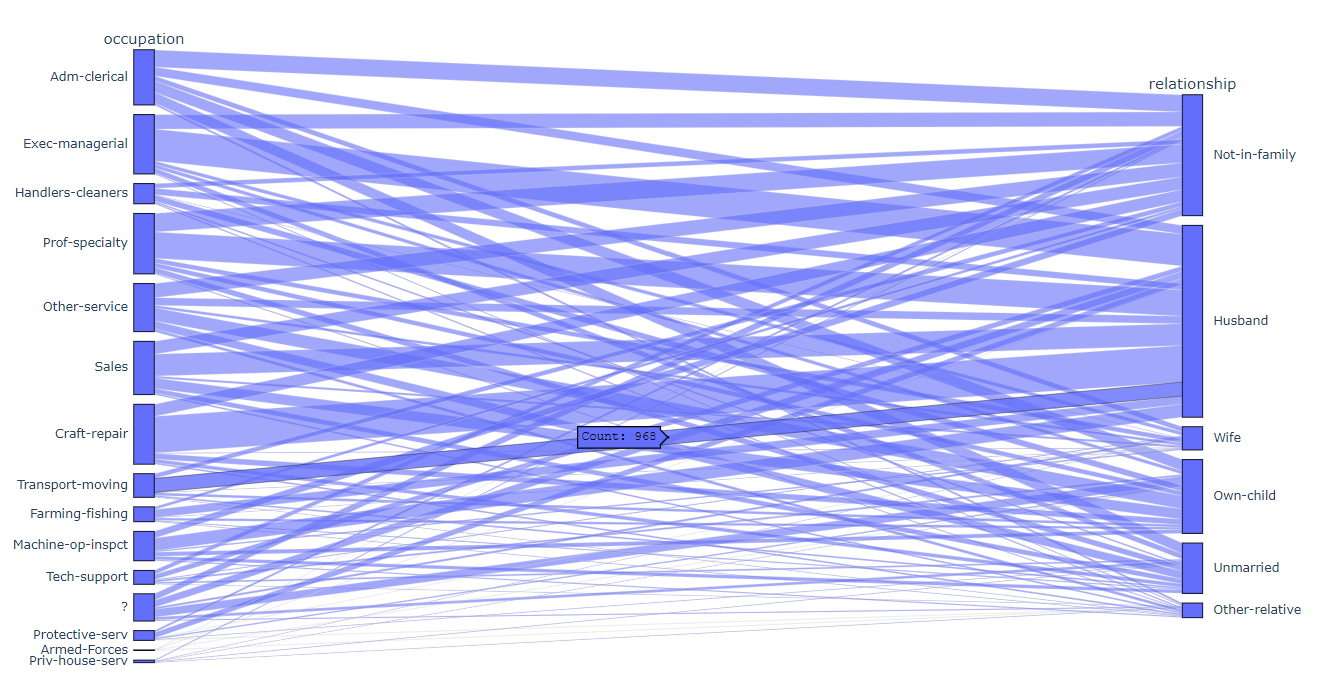 occupation
relationship
Adm-clerical
Exec-managerial
Handlers-cleaners
Prof-specialty
Other-service
Sales
Craft-repair
Transport-moving
Farming-fishing
Machine-op-inspct
Tech-support
?
Protective-serv
Armed-Forces
Priv-house-serv
Count: 968
Not-in-family
Husband
Wife
Own-child
Unmarried
Other-relative